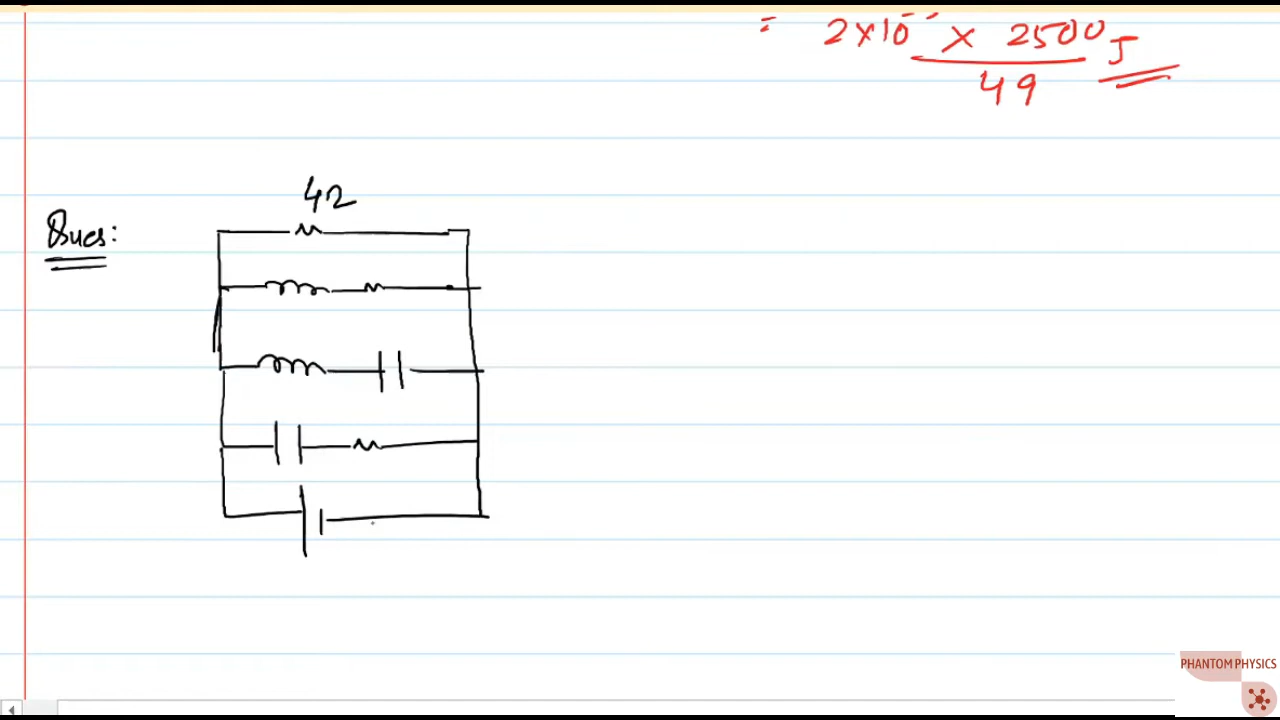 = 2×10⁻ × 2500 J
49
4Ω
Ques:
PHANTOM PHYSICS